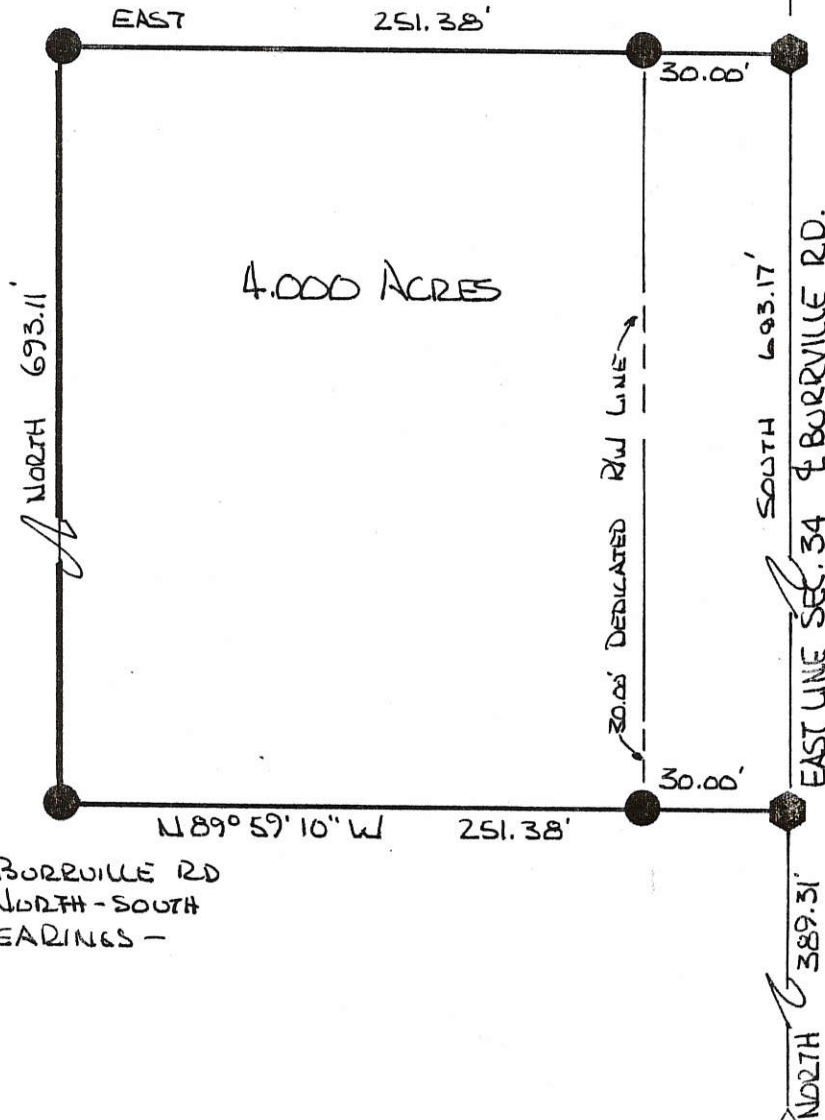 EAST 251.38'
30.00'
4.000 ACRES
NORTH 693.11'
30.00' DEDICATED R/W LINE
SOUTH 693.17'
EAST LINE SEC. 34 ℄ BURRVILLE RD.
30.00'
N 89° 59' 10" W 251.38'
BURRVILLE RD
NORTH - SOUTH
EARINGS -
NORTH 389.31'